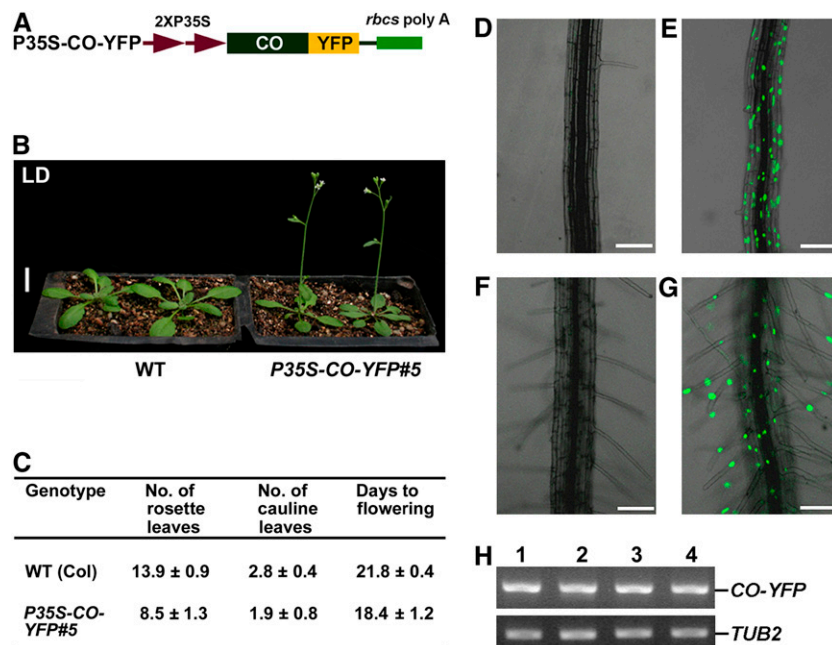 A
P35S-CO-YFP
2XP35S
CO
YFP
rbcs poly A
B
LD
WT
P35S-CO-YFP#5
C
Genotype
No. of rosette leaves
No. of cauline leaves
Days to flowering
WT (Col) 13.9 ± 0.9 2.8 ± 0.4 21.8 ± 0.4
P35S-CO-YFP#5 8.5 ± 1.3 1.9 ± 0.8 18.4 ± 1.2
D
E
F
G
H
1 2 3 4
CO-YFP
TUB2